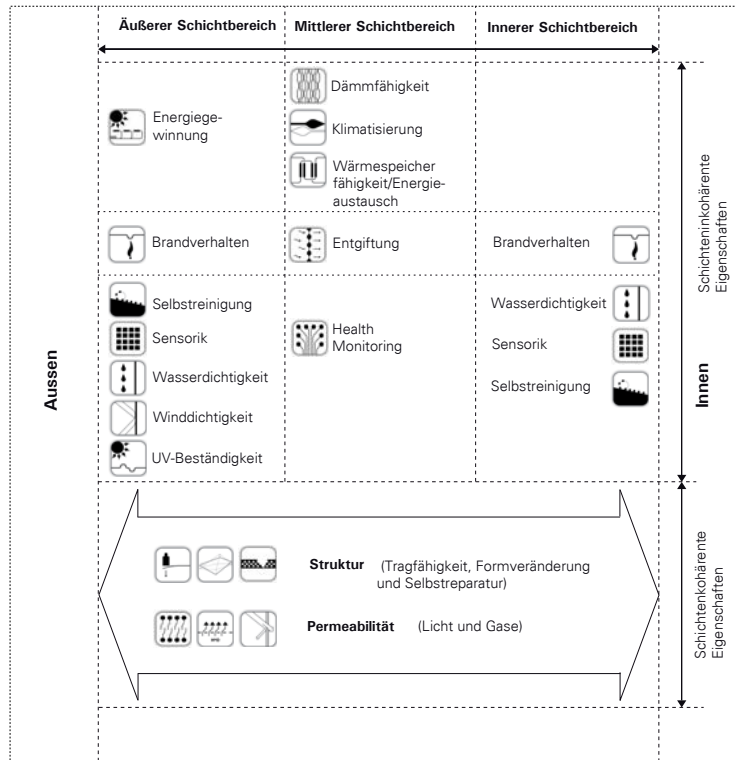 Äußerer Schichtbereich
Mittlerer Schichtbereich
Innerer Schichtbereich
Energiege-
winnung
Dämmfähigkeit
Klimatisierung
Wärmespeicher
fähigkeit/Energie-
austausch
Brandverhalten
Entgiftung
Brandverhalten
Selbstreinigung
Sensorik
Wasserdichtigkeit
Winddichtigkeit
UV-Beständigkeit
Health
Monitoring
Wasserdichtigkeit
Sensorik
Selbstreinigung
Aussen
Innen
Schichteninkohärente
Eigenschaften
Struktur (Tragfähigkeit, Formveränderung
und Selbstreparatur)
Permeabilität (Licht und Gase)
Schichtenkohärente
Eigenschaften